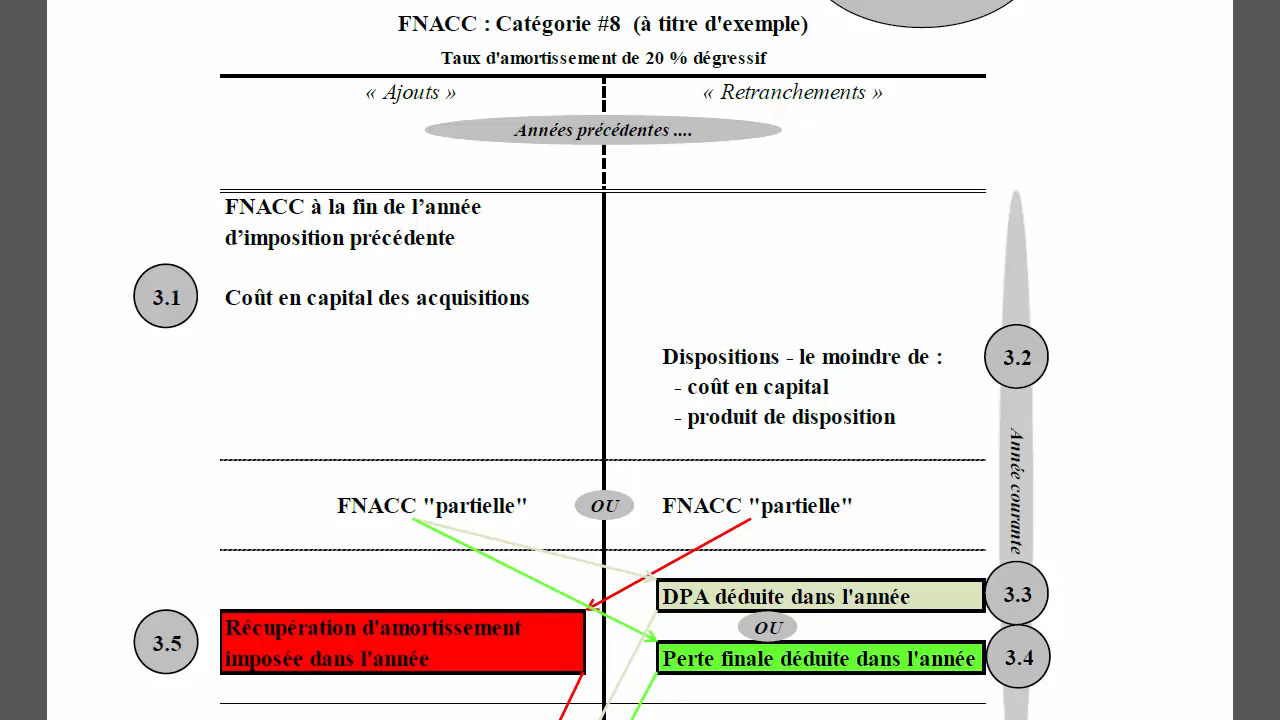 FNACC : Catégorie #8 (à titre d'exemple)
Taux d'amortissement de 20 % dégressif
« Ajouts »
« Retranchements »
Années précédentes ....
FNACC à la fin de l’année
d’imposition précédente
3.1
Coût en capital des acquisitions
Dispositions - le moindre de :
- coût en capital
- produit de disposition
3.2
Année courante
FNACC "partielle"
OU
FNACC "partielle"
DPA déduite dans l'année
3.3
OU
3.5
Récupération d'amortissement
imposée dans l'année
Perte finale déduite dans l'année
3.4